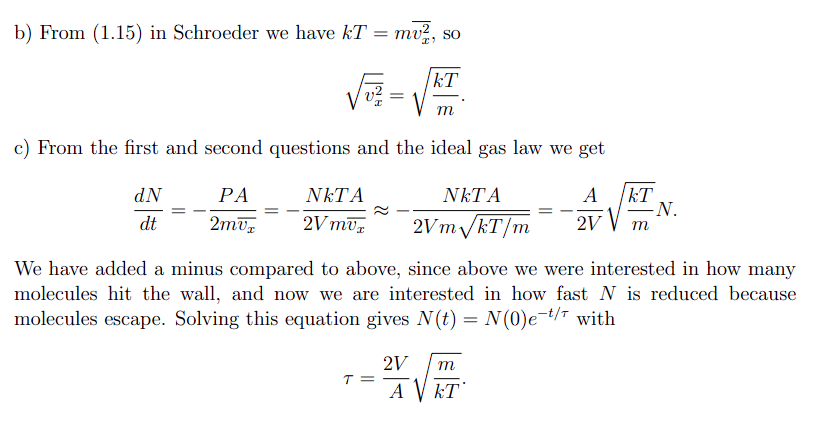 b) From (1.15) in Schroeder we have $kT = m\overline{v_x^2}$, so
$\sqrt{\overline{v_x^2}} = \sqrt{\frac{kT}{m}}.$
c) From the first and second questions and the ideal gas law we get
$\frac{dN}{dt} = -\frac{PA}{2m\overline{v_x}} = -\frac{NkTA}{2Vm\overline{v_x}} \approx -\frac{NkTA}{2Vm\sqrt{kT/m}} = -\frac{A}{2V}\sqrt{\frac{kT}{m}}N.$
We have added a minus compared to above, since above we were interested in how many
molecules hit the wall, and now we are interested in how fast $N$ is reduced because
molecules escape. Solving this equation gives $N(t) = N(0)e^{-t/\tau}$ with
$\tau = \frac{2V}{A}\sqrt{\frac{m}{kT}}.$